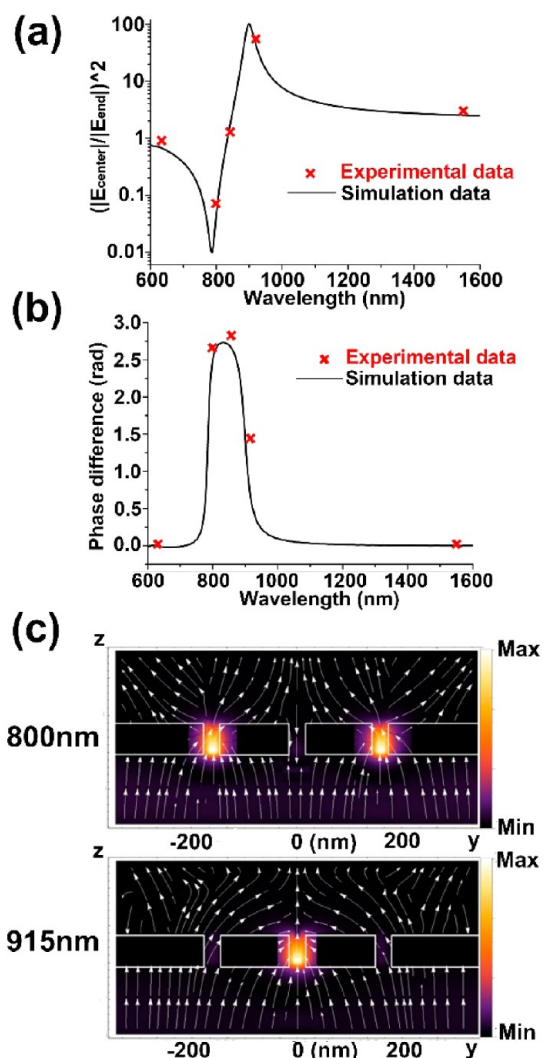 (a)
(|Ecenter|/|Eend|)^2
100
10
1
0.1
0.01
Experimental data
Simulation data
600 800 1000 1200 1400 1600
Wavelength (nm)
(b)
Phase difference (rad)
3.0
2.5
2.0
1.5
1.0
0.5
0.0
Experimental data
Simulation data
600 800 1000 1200 1400 1600
Wavelength (nm)
(c)
z
Max
800nm
Min
-200 0 (nm) 200 y
z
Max
915nm
Min
-200 0 (nm) 200 y